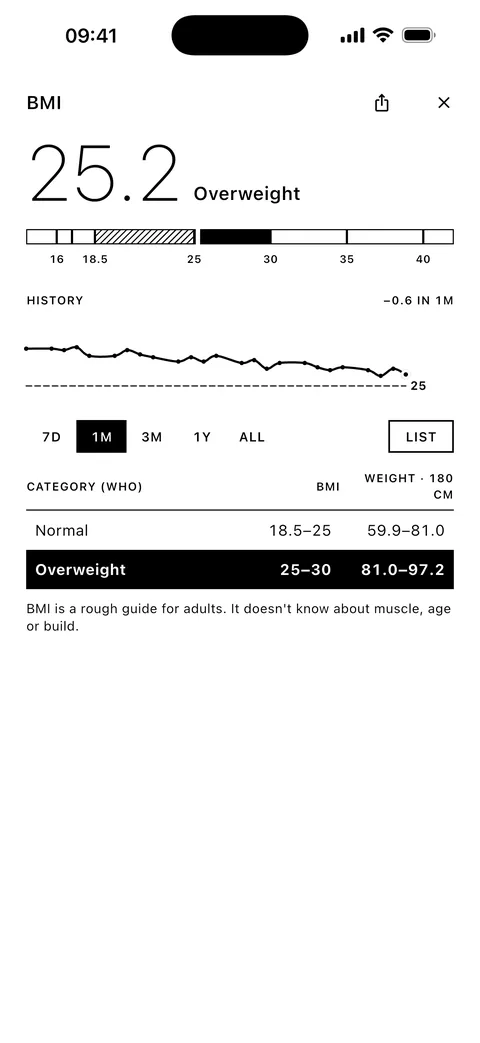 09:41
BMI
25.2 Overweight
16 18.5 25 30 35 40
HISTORY −0.6 IN 1M
25
7D 1M 3M 1Y ALL LIST
CATEGORY (WHO) BMI WEIGHT · 180
CM
Normal 18.5–25 59.9–81.0
Overweight 25–30 81.0–97.2
BMI is a rough guide for adults. It doesn't know about muscle, age
or build.